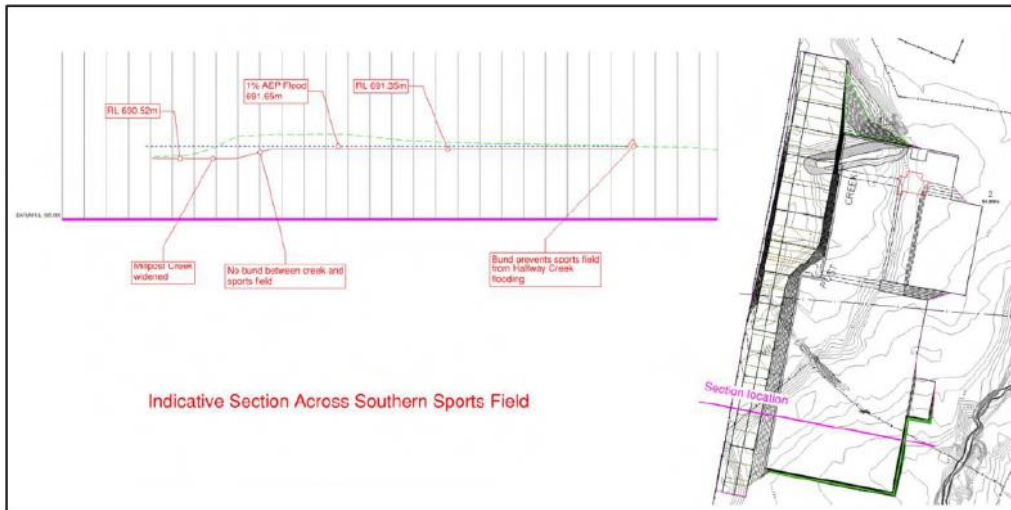 RL 690.52m
1% AEP Flood
691.65m
RL 691.35m
Millpost Creek
widened
No bund between creek and
sports field
Bund prevents sports field
from Halfway Creek
flooding
Indicative Section Across Southern Sports Field
CREEK
2
Section location